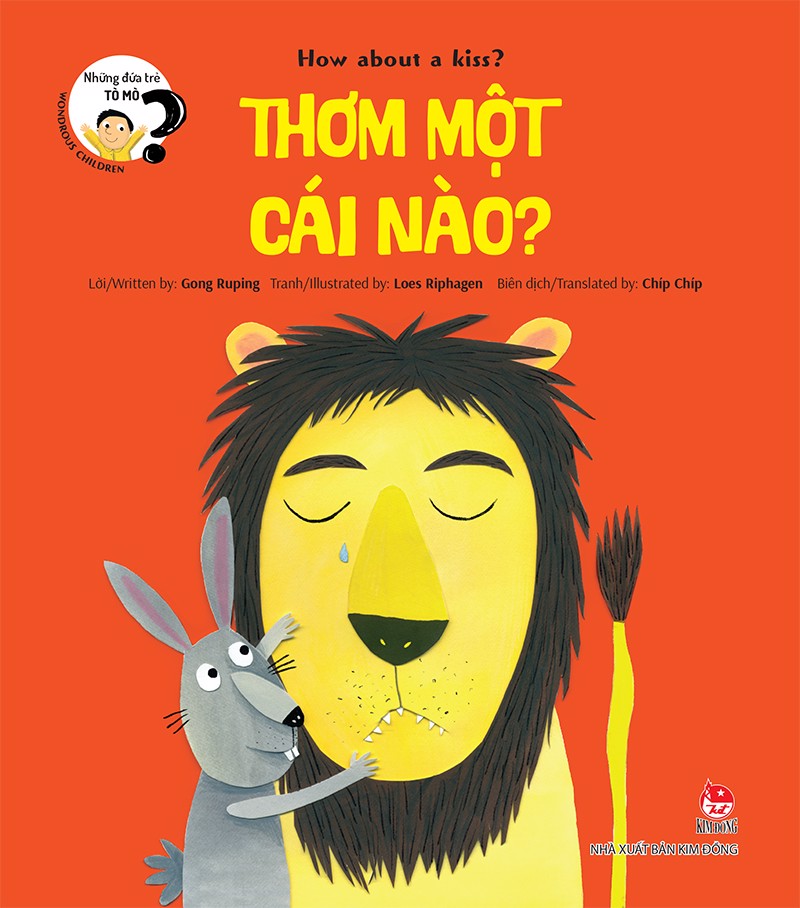 How about a kiss?
Những đứa trẻ
TÒ MÒ
?
WONDROUS CHILDREN
THƠM MỘT
CÁI NÀO?
Lời/Written by: Gong Ruping Tranh/Illustrated by: Loes Riphagen Biên dịch/Translated by: Chíp Chíp
KIM ĐỒNG
NHÀ XUẤT BẢN KIM ĐỒNG